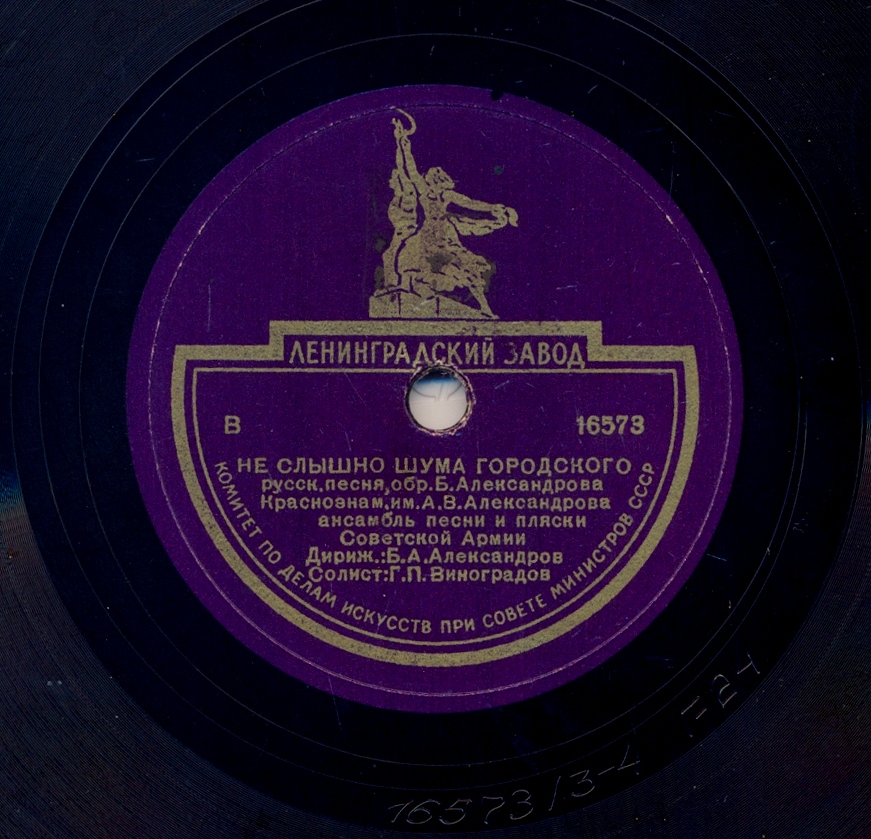 ЛЕНИНГРАДСКИЙ ЗАВОД
В 16573
НЕ СЛЫШНО ШУМА ГОРОДСКОГО
русск.песня,обр.Б.Александрова
Краснознам.им.А.В.Александрова
ансамбль песни и пляски
Советской Армии
Дириж.:Б.А.Александров
Солист:Г.П.Виноградов
КОМИТЕТ ПО ДЕЛАМ ИСКУССТВ ПРИ СОВЕТЕ МИНИСТРОВ СССР
16573/3-